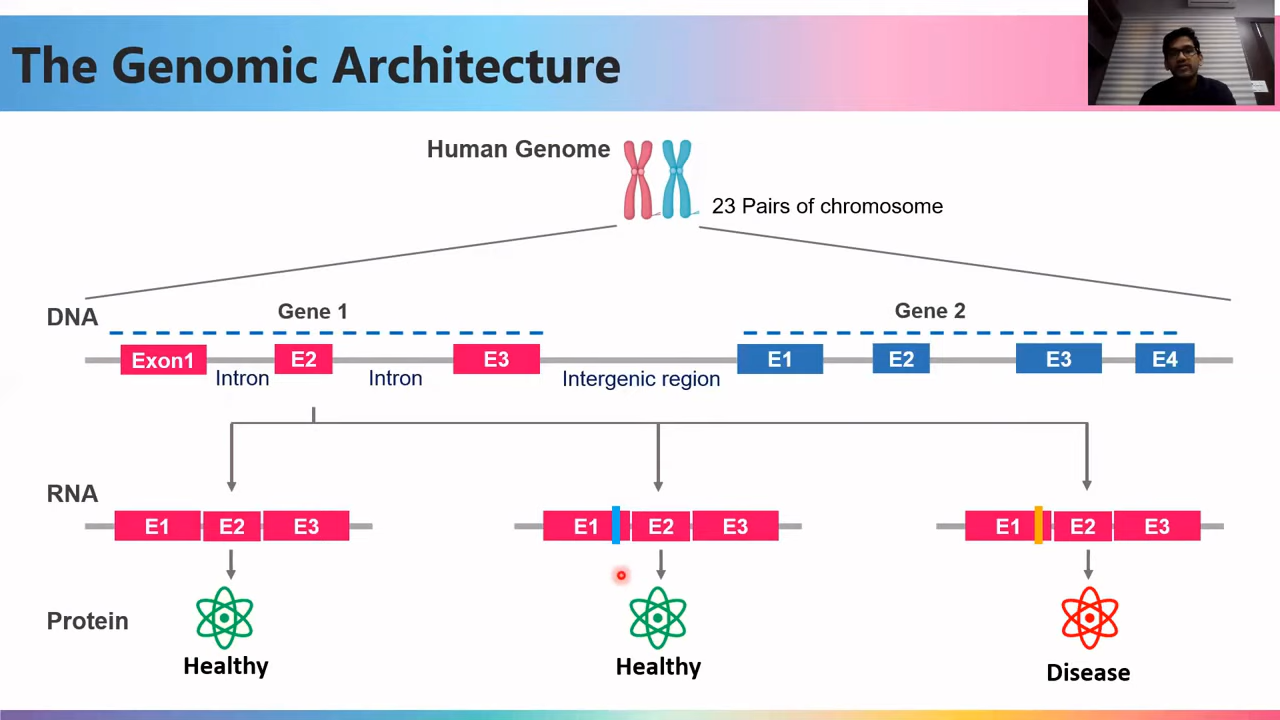 The Genomic Architecture
Human Genome
23 Pairs of chromosome
DNA
Gene 1
Gene 2
Exon1 E2 E3 E1 E2 E3 E4
Intron Intron Intergenic region
RNA
E1 E2 E3 E1 E2 E3 E1 E2 E3
Protein
Healthy Healthy Disease